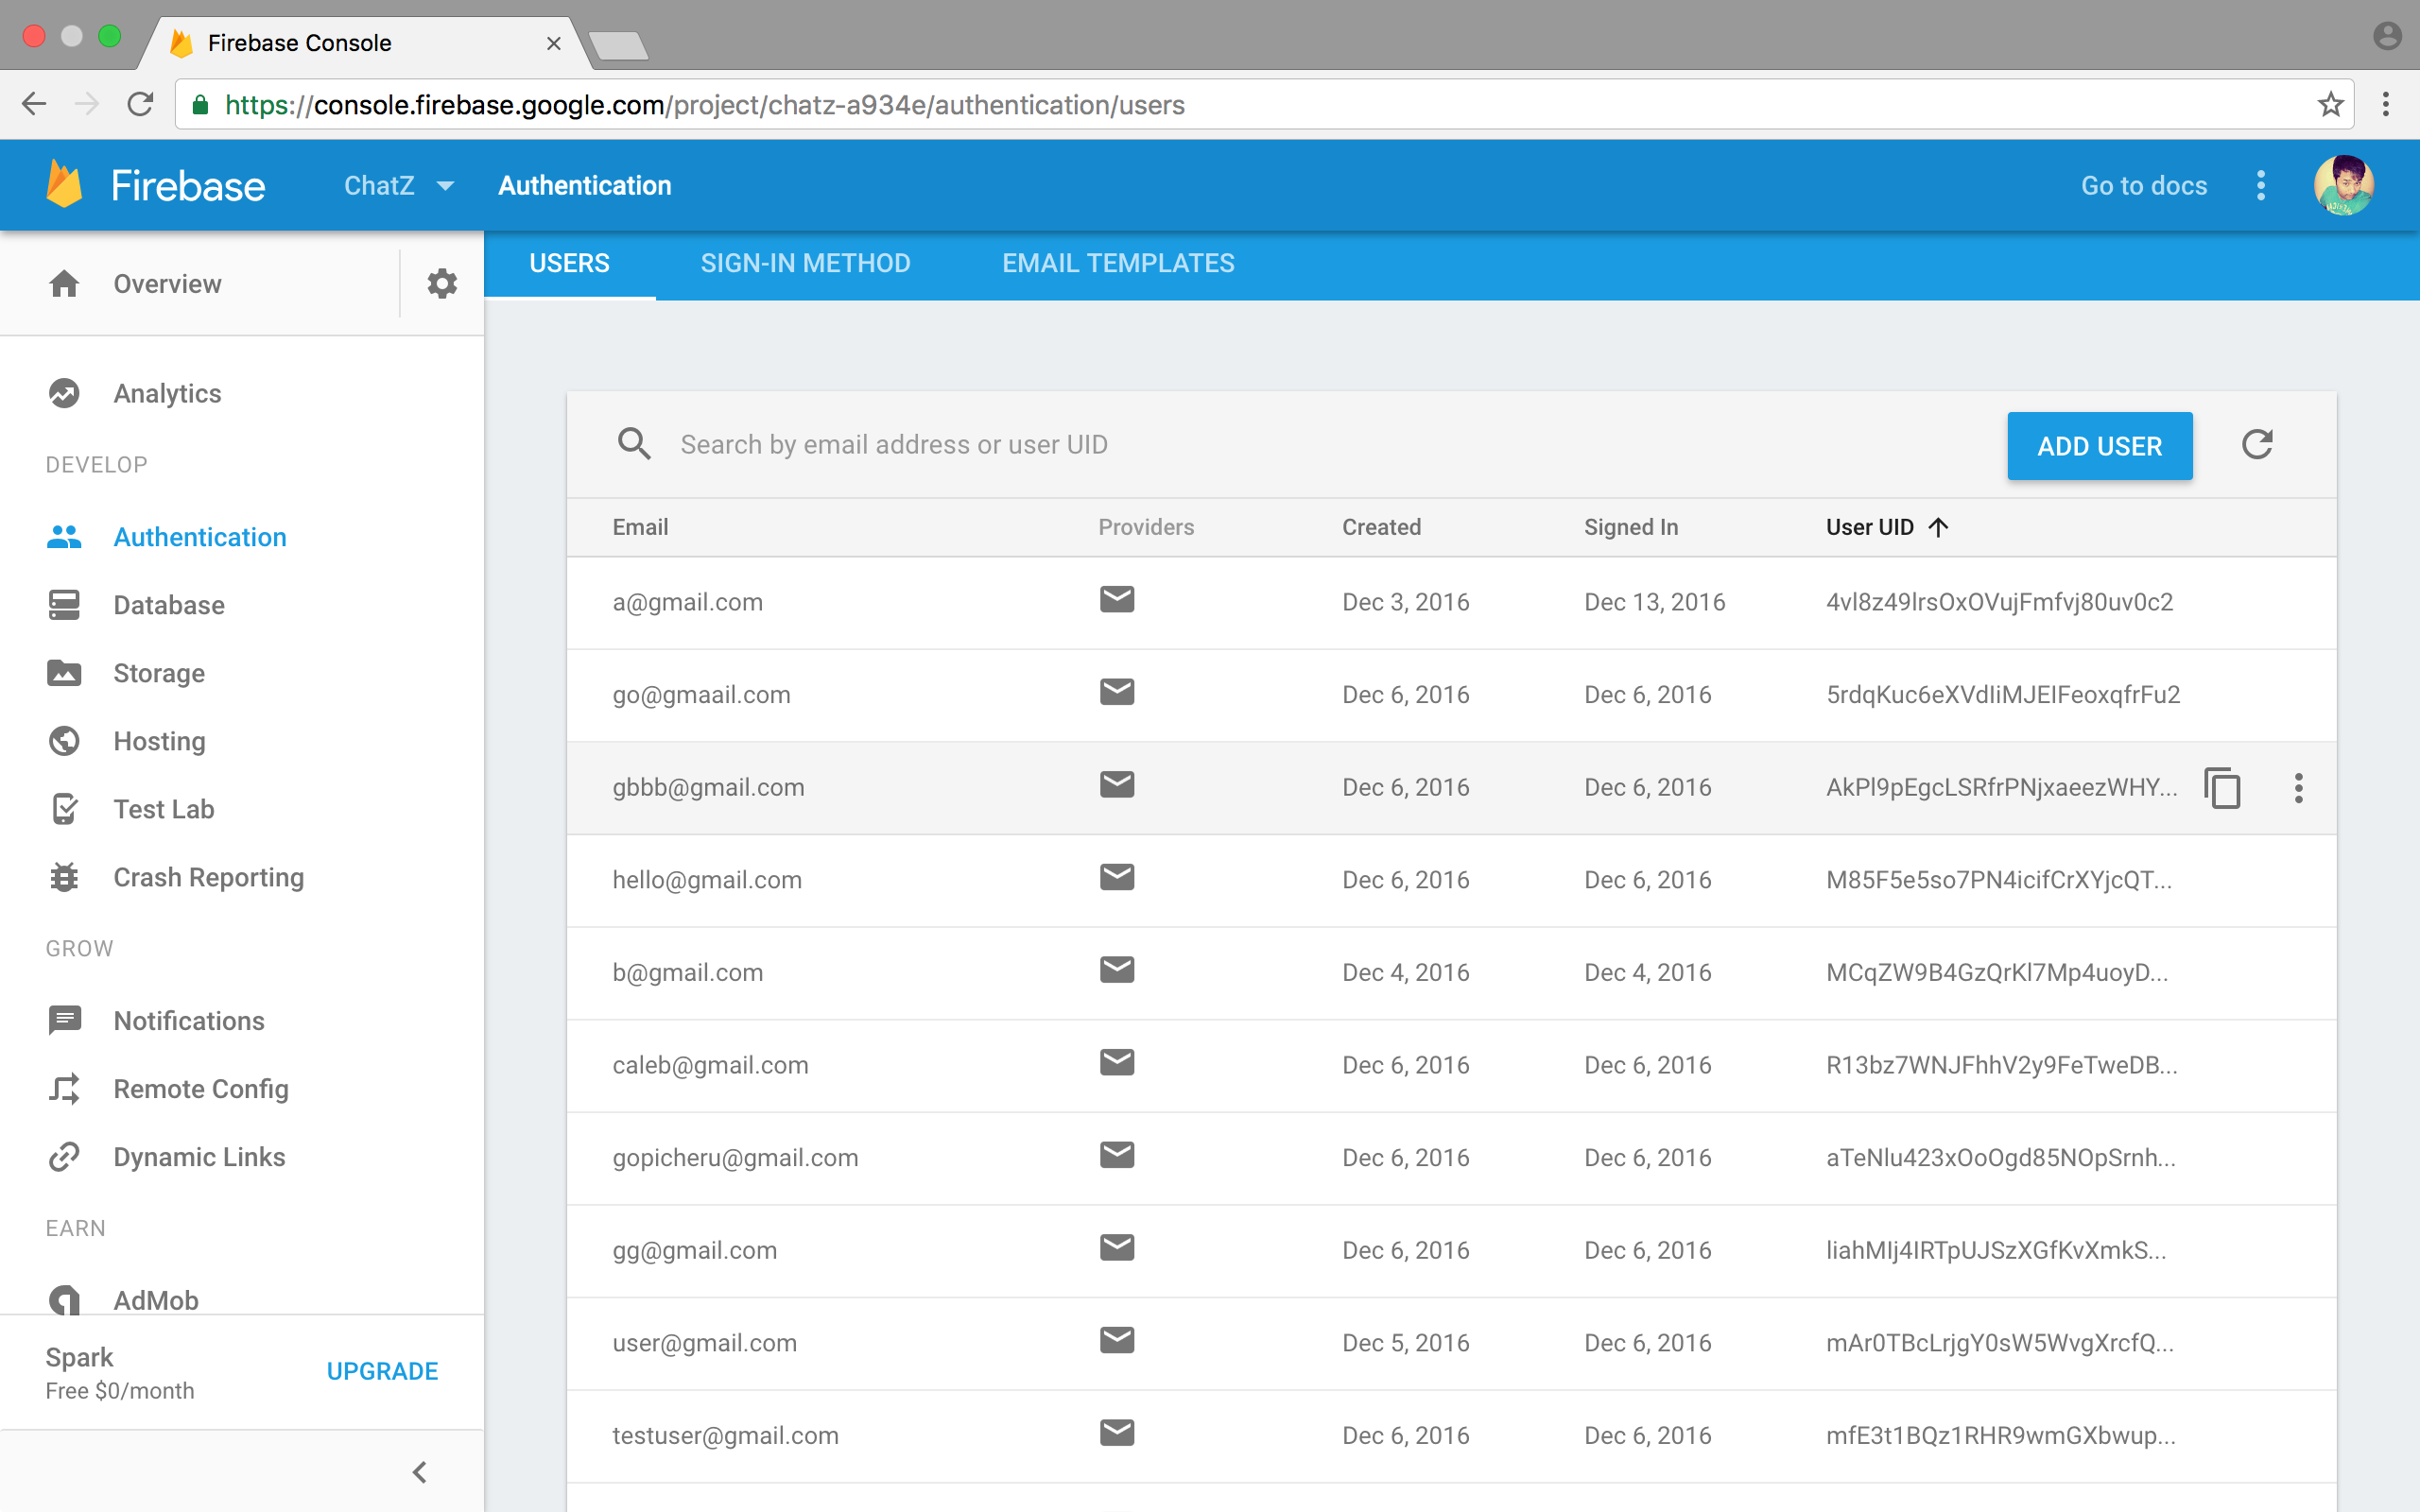 Firebase Console
https://console.firebase.google.com/project/chatz-a934e/authentication/users
Firebase ChatZ Authentication Go to docs
Overview USERS SIGN-IN METHOD EMAIL TEMPLATES
Analytics
DEVELOP
Authentication
Database
Storage
Hosting
Test Lab
Crash Reporting
GROW
Notifications
Remote Config
Dynamic Links
EARN
AdMob
Spark
Free $0/month
UPGRADE
Search by email address or user UID ADD USER
Email Providers Created Signed In User UID
a@gmail.com Dec 3, 2016 Dec 13, 2016 4vl8z49lrsOxOVujFmfvj80uv0c2
go@gmaail.com Dec 6, 2016 Dec 6, 2016 5rdqKuc6eXVdIiMJEIFeoxqfrFu2
gbbb@gmail.com Dec 6, 2016 Dec 6, 2016 AkPl9pEgcLSRfrPNjxaeezWHY...
hello@gmail.com Dec 6, 2016 Dec 6, 2016 M85F5e5so7PN4icifCrXYjcQT...
b@gmail.com Dec 4, 2016 Dec 4, 2016 MCqZW9B4GzQrKl7Mp4uoyD...
caleb@gmail.com Dec 6, 2016 Dec 6, 2016 R13bz7WNJFhhV2y9FeTweDB...
gopicheru@gmail.com Dec 6, 2016 Dec 6, 2016 aTeNlu423xOoOgd85NOpSrnh...
gg@gmail.com Dec 6, 2016 Dec 6, 2016 liahMIj4IRTpUJSzXGfKvXmkS...
user@gmail.com Dec 5, 2016 Dec 6, 2016 mAr0TBcLrjgY0sW5WvgXrcfQ...
testuser@gmail.com Dec 6, 2016 Dec 6, 2016 mfE3t1BQz1RHR9wmGXbwup...